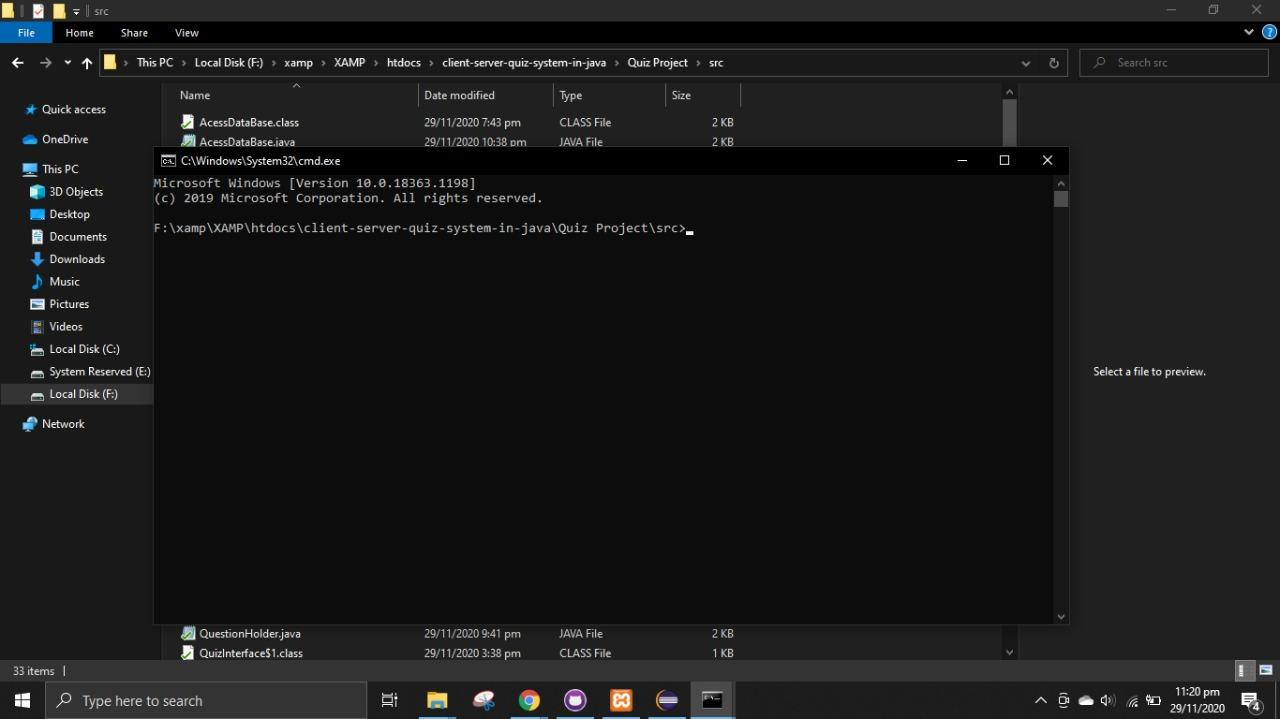 src
File Home Share View
This PC Local Disk (F:) xamp XAMP htdocs client-server-quiz-system-in-java Quiz Project src
Search src
Name Date modified Type Size
Quick access
OneDrive
This PC
3D Objects
Desktop
Documents
Downloads
Music
Pictures
Videos
Local Disk (C:)
System Reserved (E:)
Local Disk (F:)
Network
AcessDataBase.class 29/11/2020 7:43 pm CLASS File 2 KB
AcessDataBase.java 29/11/2020 10:38 pm JAVA File 2 KB
C:\Windows\System32\cmd.exe
Microsoft Windows [Version 10.0.18363.1198]
(c) 2019 Microsoft Corporation. All rights reserved.
F:\xamp\XAMP\htdocs\client-server-quiz-system-in-java\Quiz Project\src>
Select a file to preview.
QuestionHolder.java 29/11/2020 9:41 pm JAVA File 2 KB
QuizInterface$1.class 29/11/2020 3:38 pm CLASS File 1 KB
33 items
Type here to search
11:20 pm
29/11/2020
4